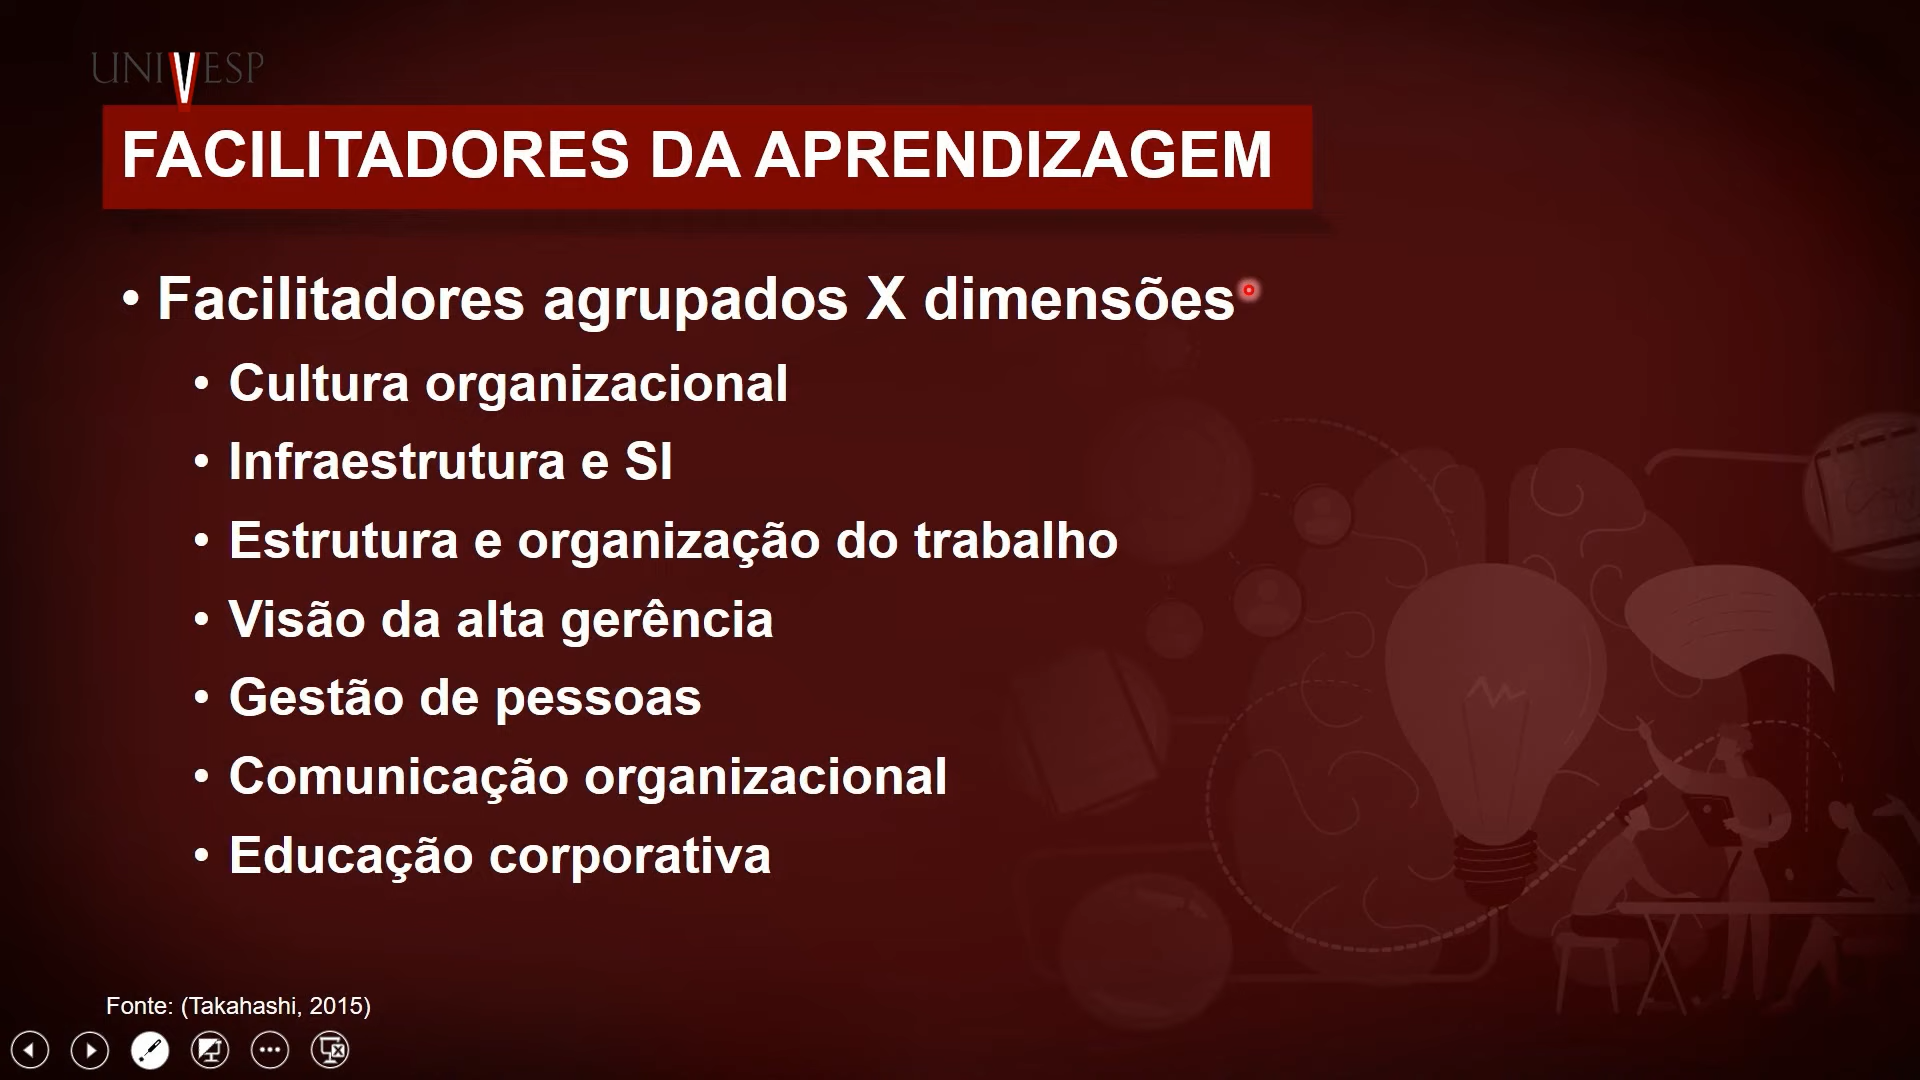 UNIVESP
FACILITADORES DA APRENDIZAGEM
• Facilitadores agrupados X dimensões
• Cultura organizacional
• Infraestrutura e SI
• Estrutura e organização do trabalho
• Visão da alta gerência
• Gestão de pessoas
• Comunicação organizacional
• Educação corporativa
Fonte: (Takahashi, 2015)